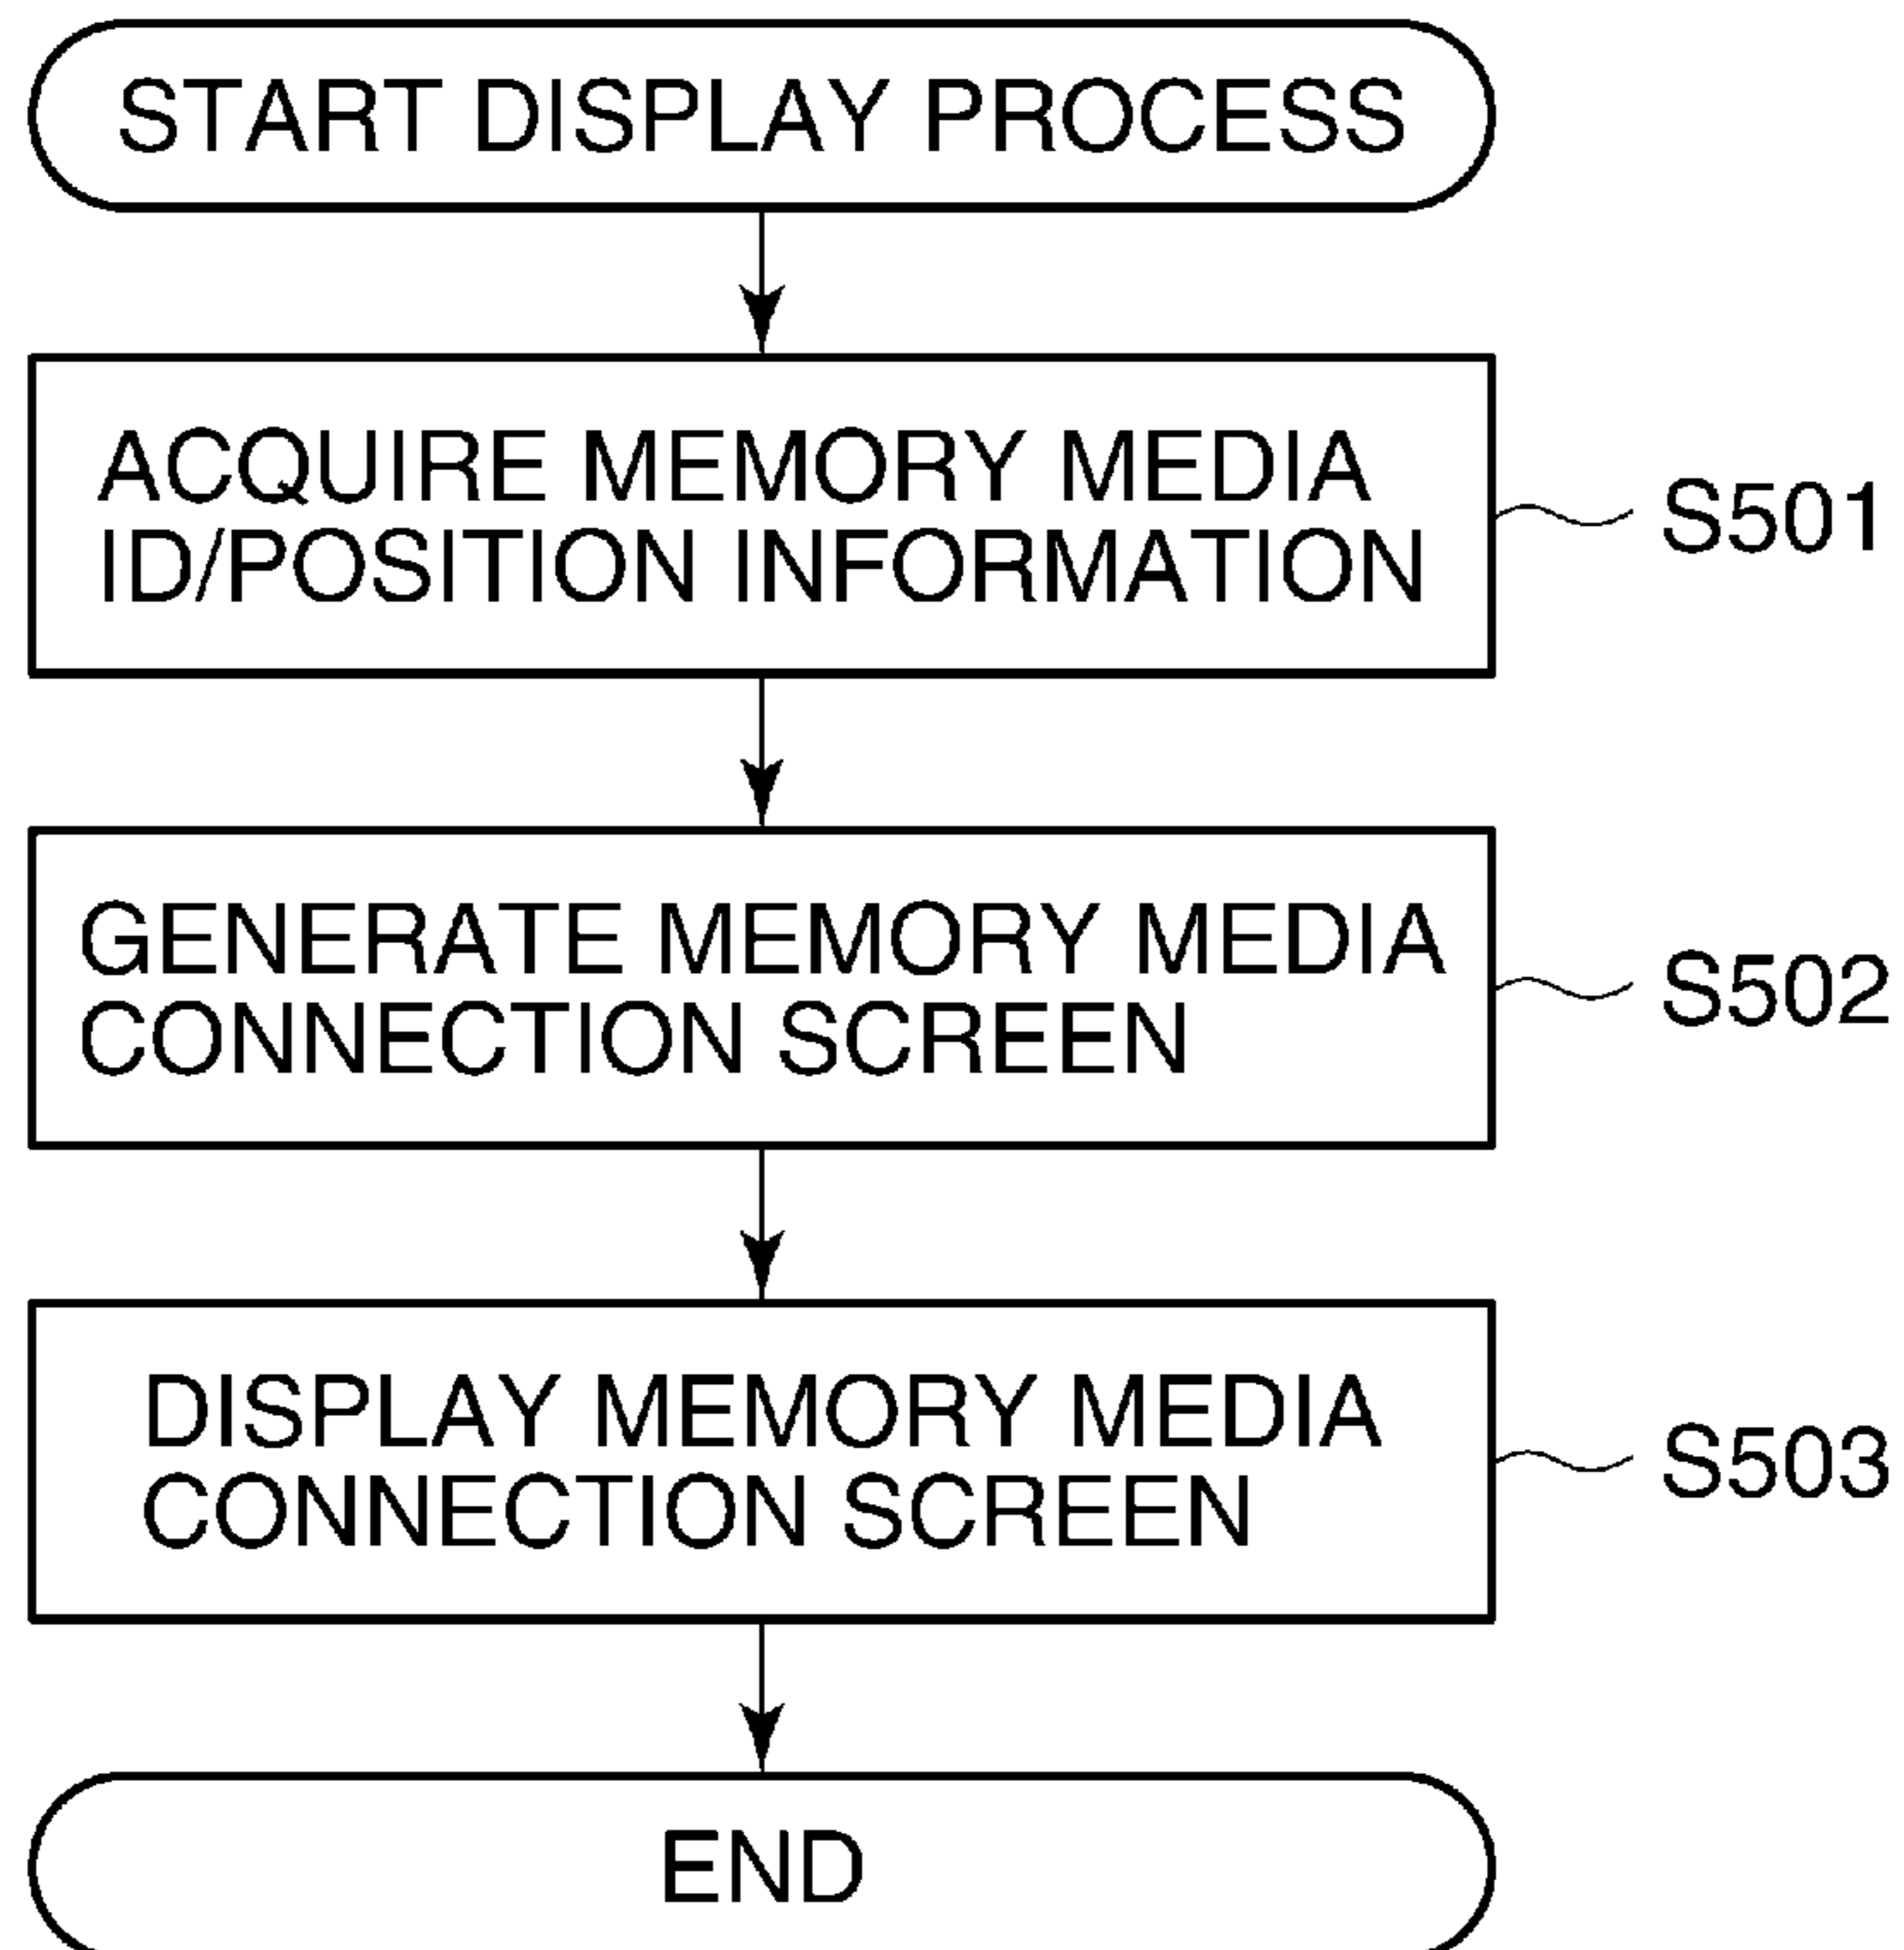 START DISPLAY PROCESS
ACQUIRE MEMORY MEDIA
ID/POSITION INFORMATION
S501
GENERATE MEMORY MEDIA
CONNECTION SCREEN
S502
DISPLAY MEMORY MEDIA
CONNECTION SCREEN
S503
END